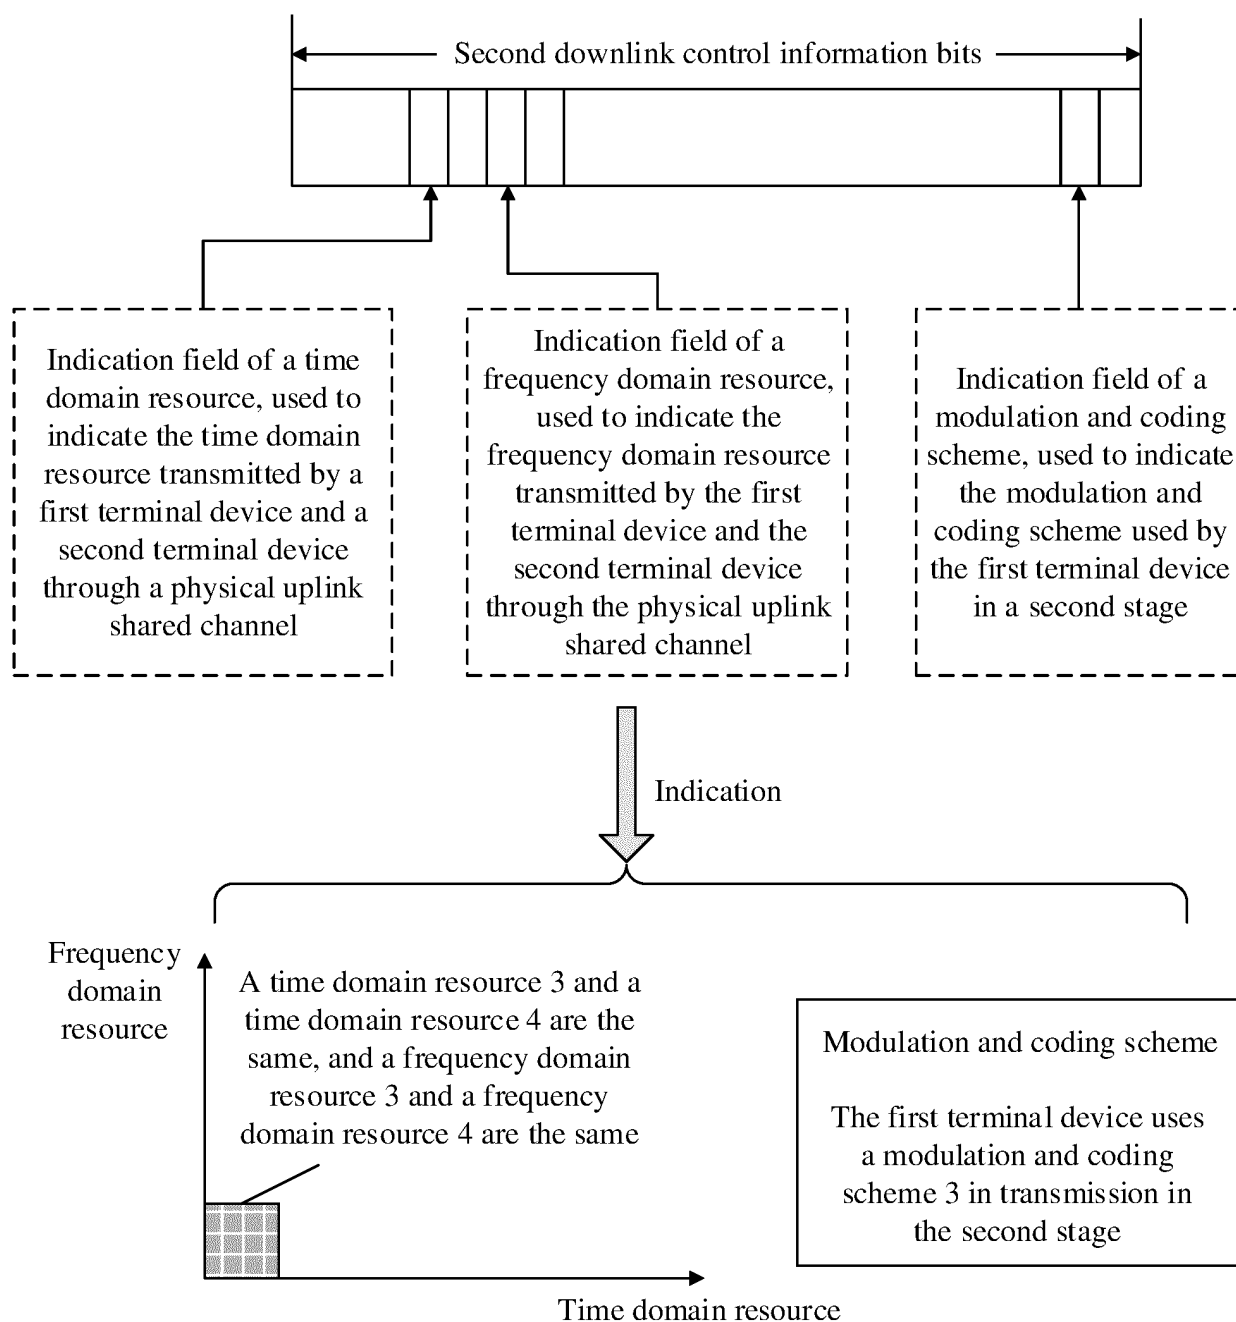 Second downlink control information bits
Indication field of a time
domain resource, used to
indicate the time domain
resource transmitted by a
first terminal device and a
second terminal device
through a physical uplink
shared channel
Indication field of a
frequency domain resource,
used to indicate the
frequency domain resource
transmitted by the first
terminal device and the
second terminal device
through the physical uplink
shared channel
Indication field of a
modulation and coding
scheme, used to indicate
the modulation and
coding scheme used by
the first terminal device
in a second stage
Indication
Frequency
domain
resource
A time domain resource 3 and a
time domain resource 4 are the
same, and a frequency domain
resource 3 and a frequency
domain resource 4 are the same
Modulation and coding scheme
The first terminal device uses
a modulation and coding
scheme 3 in transmission in
the second stage
Time domain resource